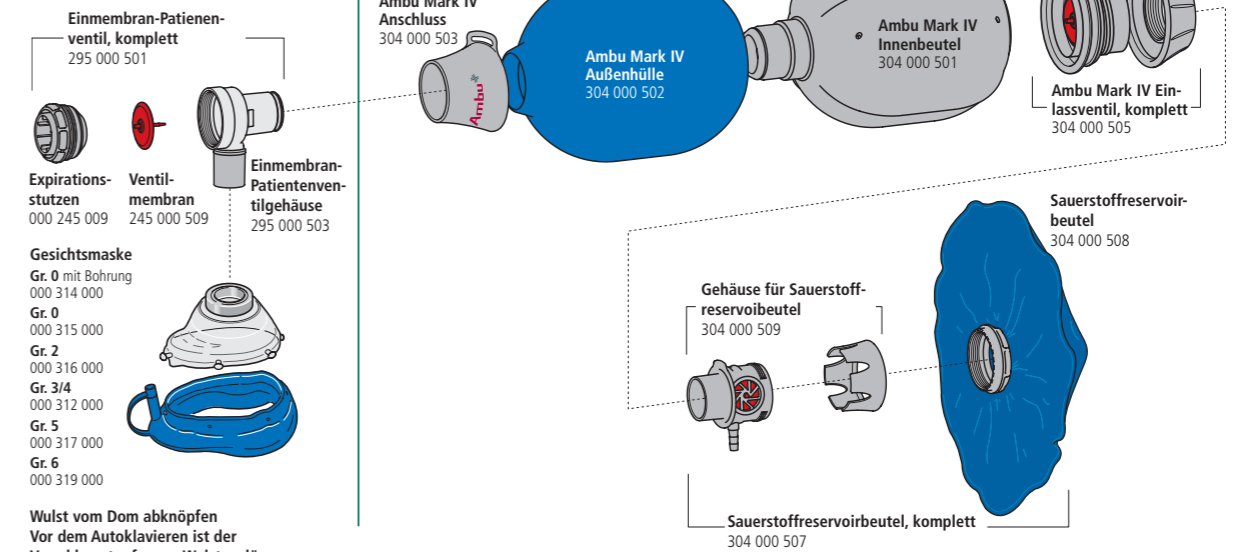 Einmembran-Patienen-
ventil, komplett
295 000 501
Expirations-
stutzen
000 245 009
Ventil-
membran
245 000 509
Einmembran-
Patientenven-
tilgehäuse
295 000 503
Gesichtsmaske
Gr. 0 mit Bohrung
000 314 000
Gr. 0
000 315 000
Gr. 2
000 316 000
Gr. 3/4
000 312 000
Gr. 5
000 317 000
Gr. 6
000 319 000
Wulst vom Dom abknöpfen
Vor dem Autoklavieren ist der
Ambu Mark IV
Anschluss
304 000 503
Ambu
Ambu Mark IV
Außenhülle
304 000 502
Ambu Mark IV
Innenbeutel
304 000 501
Ambu Mark IV Ein-
lassventil, komplett
304 000 505
Sauerstoffreservoir-
beutel
304 000 508
Gehäuse für Sauerstoff-
reservoibeutel
304 000 509
Sauerstoffreservoirbeutel, komplett
304 000 507